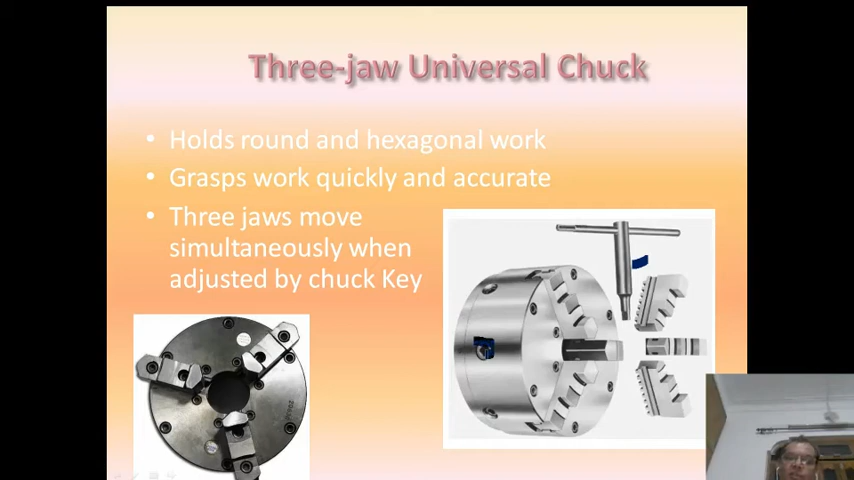 Three-jaw Universal Chuck
• Holds round and hexagonal work
• Grasps work quickly and accurate
• Three jaws move
simultaneously when
adjusted by chuck Key